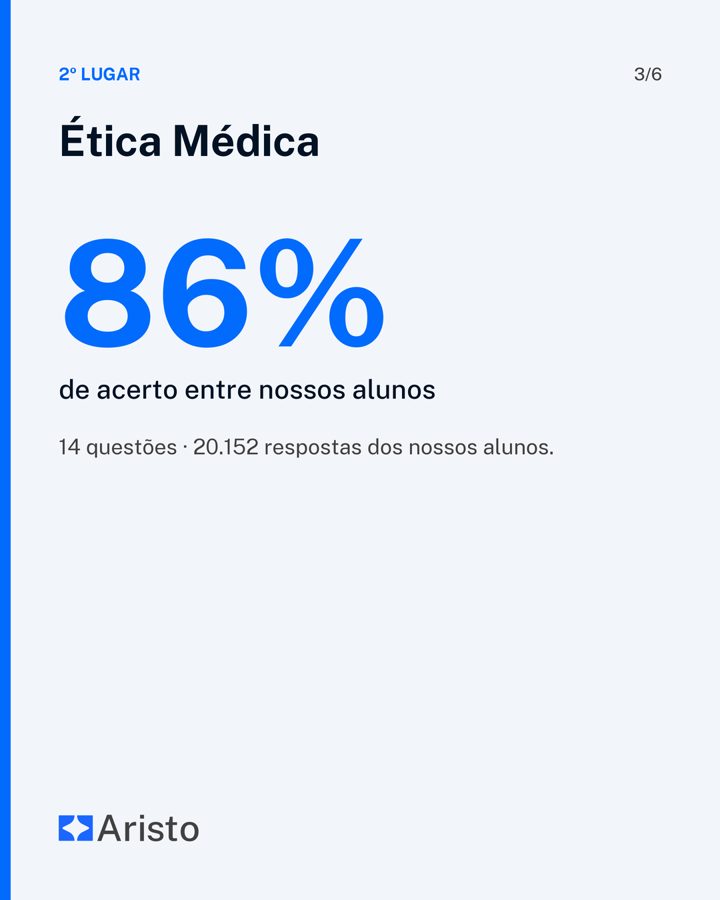 2º LUGAR
3/6
Ética Médica
86%
de acerto entre nossos alunos
14 questões · 20.152 respostas dos nossos alunos.
Aristo